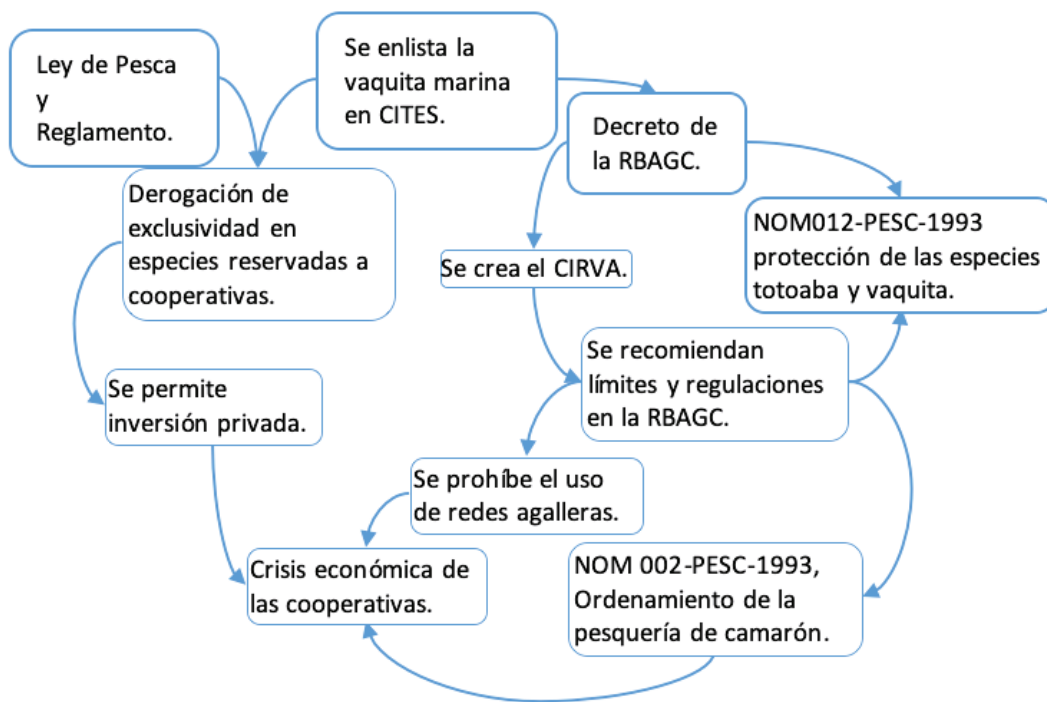 Ley de Pesca
y
Reglamento.
Se enlista la
vaquita marina
en CITES.
Decreto de
la RBAGC.
Derogación de
exclusividad en
especies reservadas a
cooperativas.
NOM012-PESC-1993
protección de las especies
totoaba y vaquita.
Se crea el CIRVA.
Se recomiendan
límites y regulaciones
en la RBAGC.
Se permite
inversión privada.
Se prohíbe el uso
de redes agalleras.
Crisis económica de
las cooperativas.
NOM 002-PESC-1993,
Ordenamiento de la
pesquería de camarón.